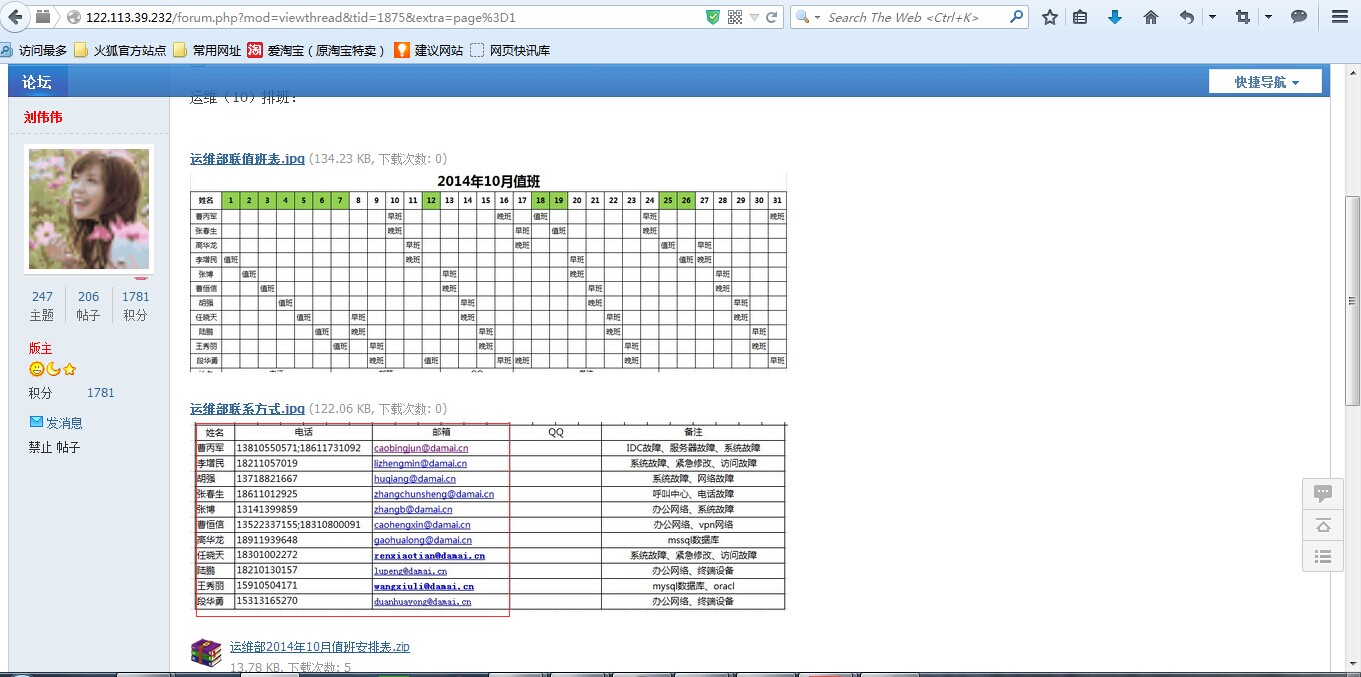 122.113.39.232/forum.php?mod=viewthread&tid=1875&extra=page%3D1
Search The Web <Ctrl+K>
访问最多 火狐官方站点 常用网址 淘 爱淘宝（原淘宝特卖） 建议网站 网页快讯库
论坛 快捷导航
运维（10）排班：
刘伟伟
运维部联值班表.jpg (134.23 KB, 下载次数: 0)
2014年10月值班
姓名 1 2 3 4 5 6 7 8 9 10 11 12 13 14 15 16 17 18 19 20 21 22 23 24 25 26 27 28 29 30 31
曹丙军 早班 晚班 值班 早班 晚班
张春生 晚班 早班 值班 晚班
高华龙 早班 晚班 值班 早班
李增民 值班 晚班 早班 值班 晚班
张博 值班 早班 晚班 早班
曹恒信 值班 晚班 早班 晚班
胡强 值班 早班 晚班 早班
任晓天 值班 早班 晚班 早班 晚班
陆鹏 值班 晚班 早班 晚班 早班
王秀丽 值班 早班 晚班 早班 晚班
段华勇 晚班 值班 早班 晚班 晚班 早班
247 206 1781
主题 帖子 积分
版主
积分 1781
发消息
禁止 帖子
运维部联系方式.jpg (122.06 KB, 下载次数: 0)
姓名 电话 邮箱 QQ 备注
曹丙军 13810550571;18611731092 caobingjun@damai.cn IDC故障、服务器故障、系统故障
李增民 18211057019 lizhengmin@damai.cn 系统故障、紧急修改、访问故障
胡强 13718821667 huqiang@damai.cn 系统故障、网络故障
张春生 18611012925 zhangchunsheng@damai.cn 呼叫中心、电话故障
张博 13141399859 zhangb@damai.cn 办公网络、系统故障
曹恒信 13522337155;18310800091 caohengxin@damai.cn 办公网络、vpn网络
高华龙 18911939648 gaohualong@damai.cn mssql数据库
任晓天 18301002272 renxiaotian@damai.cn 系统故障、紧急修改、访问故障
陆鹏 18210130157 lupeng@damai.cn 办公网络、终端设备
王秀丽 15910504171 wangxiuli@damai.cn mysql数据库、oracl
段华勇 15313165270 duanhuayong@damai.cn 办公网络、终端设备
运维部2014年10月值班安排表.zip
13.78 KB, 下载次数: 5